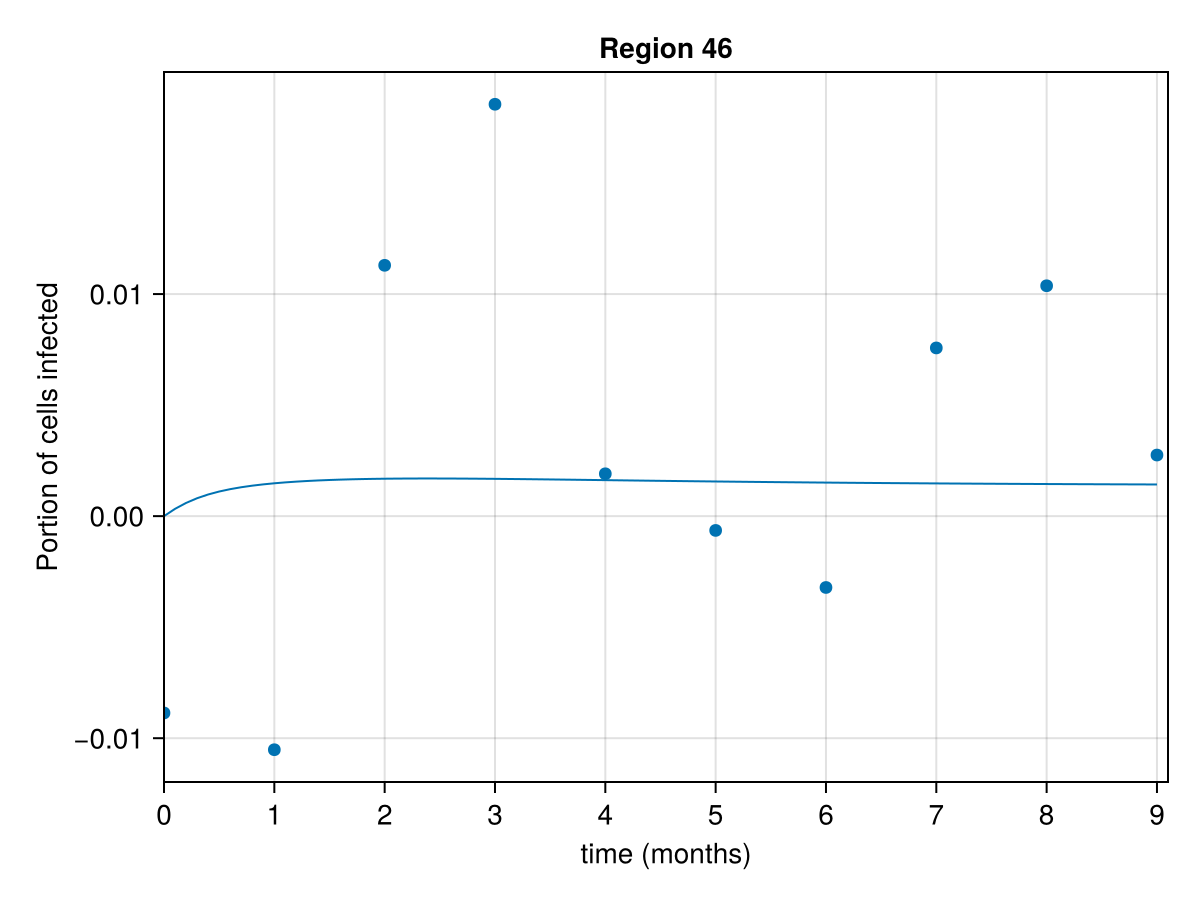 Region 46
Portion of cells infected
0.01
0.00
−0.01
0 1 2 3 4 5 6 7 8 9
time (months)